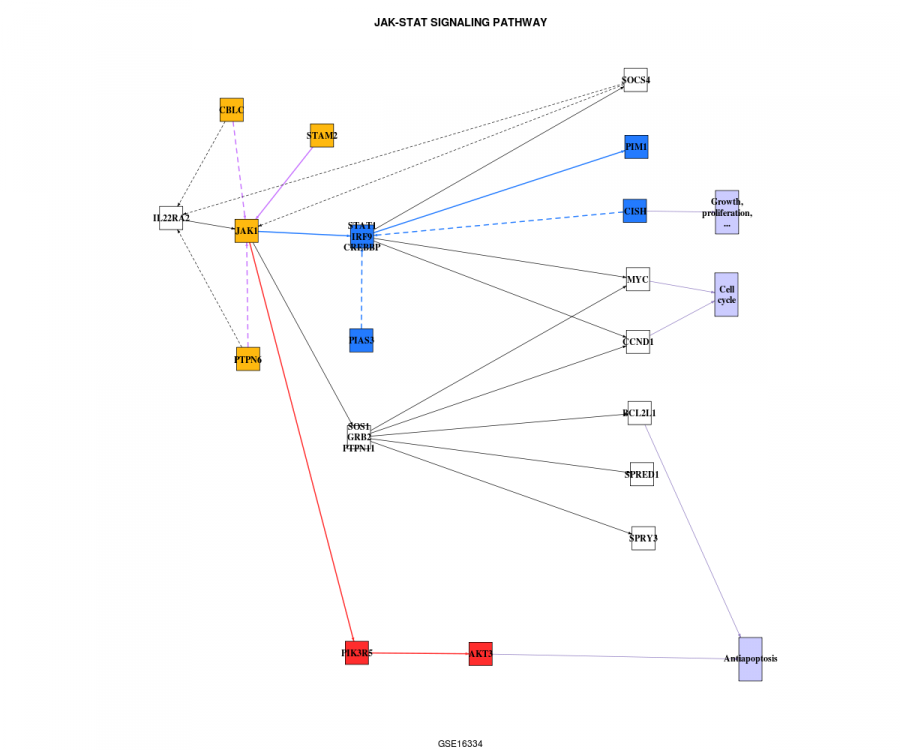 JAK-STAT SIGNALING PATHWAY
SOCS4
CBLC
STAM2
PIM1
IL22RA2
JAK1
STAT1
IRF9
CREBBP
CISH
Growth,
proliferation,
...
MYC
Cell
cycle
PIAS3
CCND1
PTPN6
BCL2L1
SOS1
GRB2
PTPN11
SPRED1
SPRY3
PIK3R5
AKT3
Antiapoptosis
GSE16334